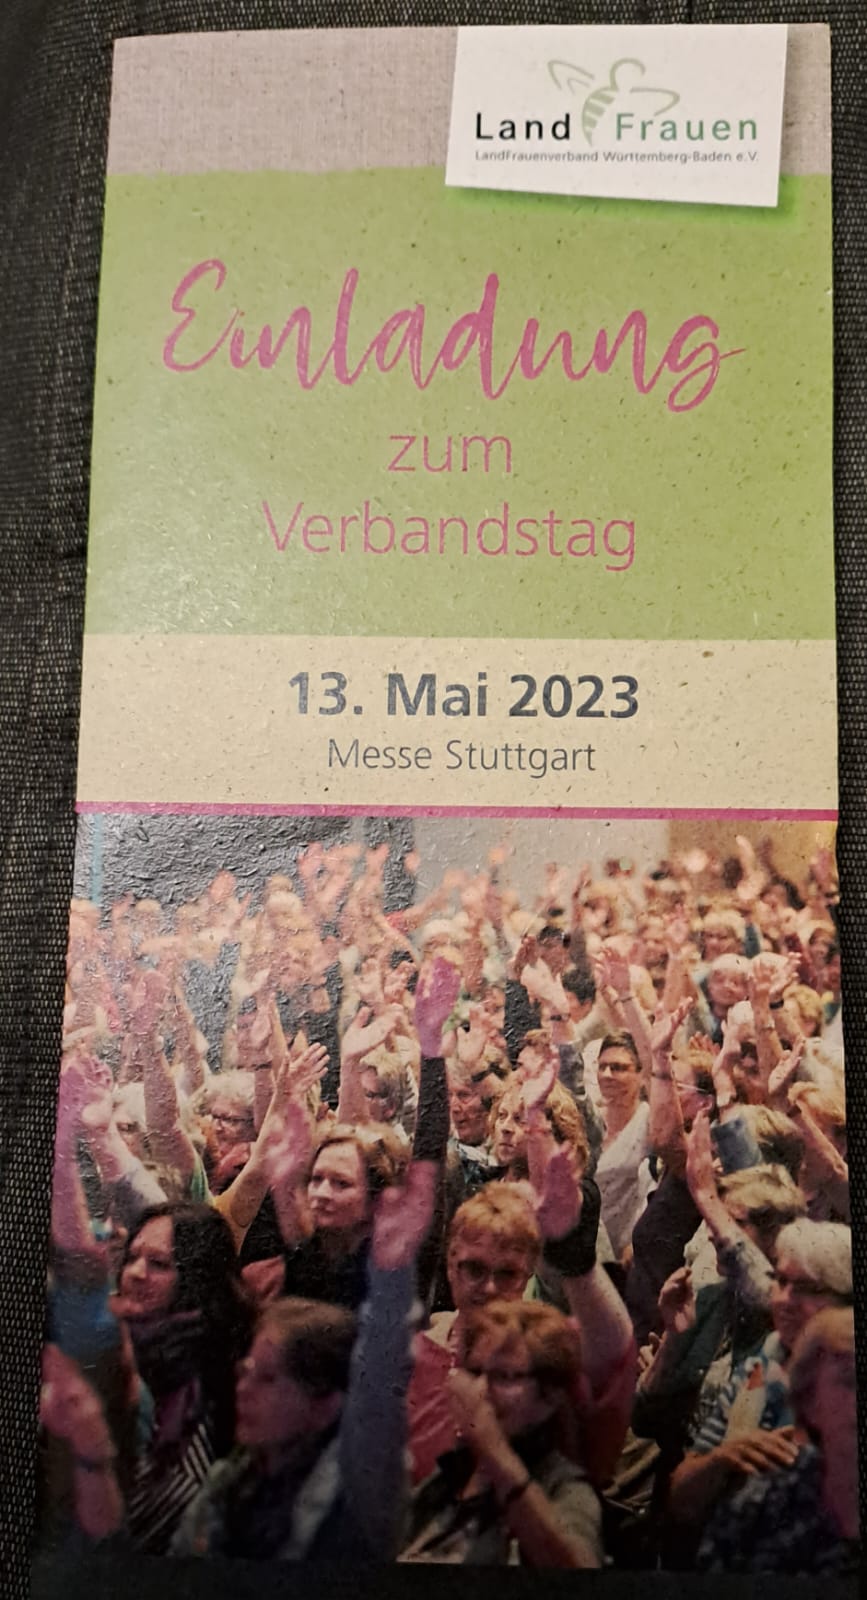 Land Frauen
LandFrauenverband Württemberg-Baden e.V.
Einladung
zum
Verbandstag
13. Mai 2023
Messe Stuttgart